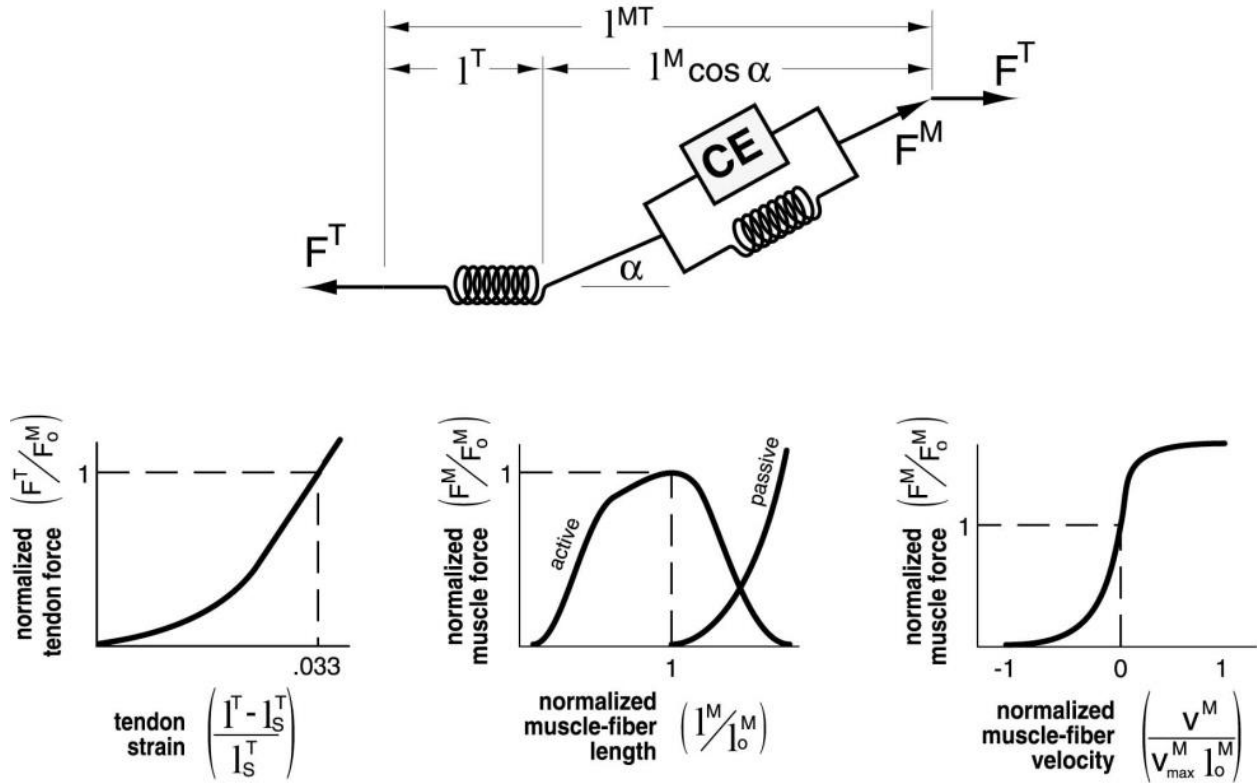 l^MT
l^T
l^M cos α
F^T
F^M
CE
F^T
α
normalized
tendon force
(F^T/F_o^M)
1
.033
tendon
strain
(l^T - l_S^T / l_S^T)
normalized
muscle force
(F^M/F_o^M)
1
active
passive
1
normalized
muscle-fiber
length
(l^M/l_o^M)
normalized
muscle force
(F^M/F_o^M)
1
-1 0 1
normalized
muscle-fiber
velocity
(v^M / v_max^M l_o^M)